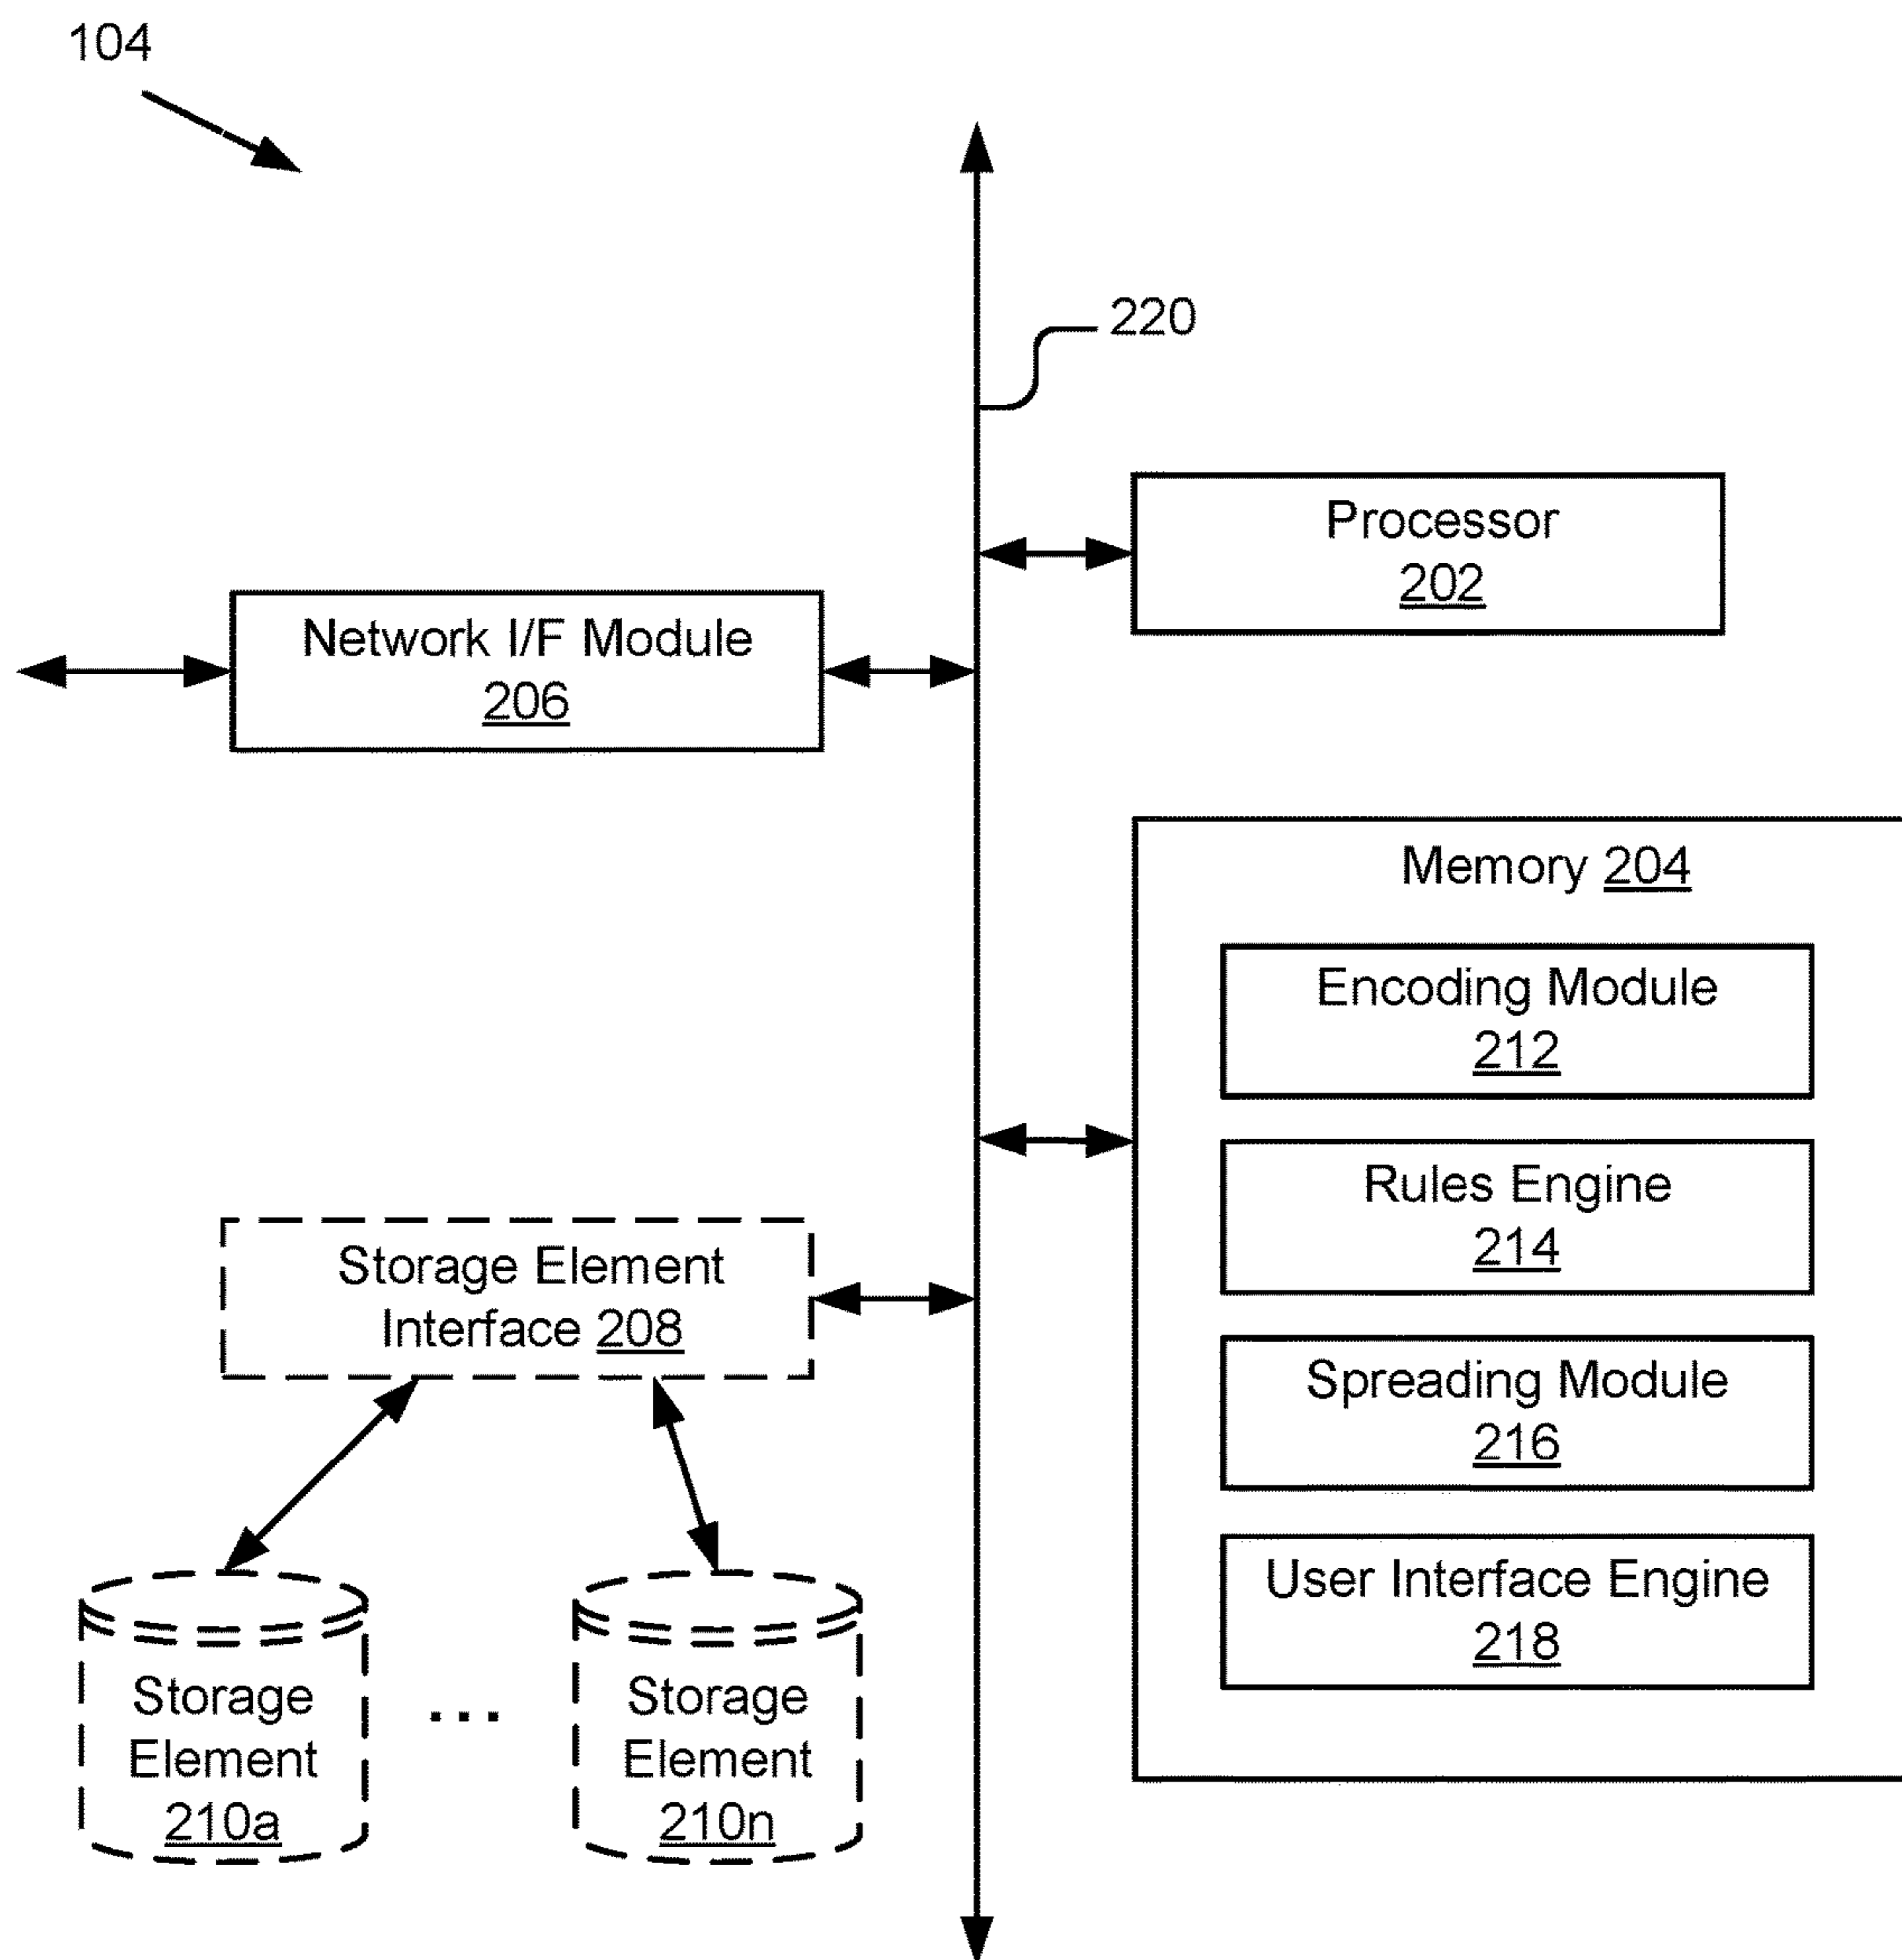 104
220
Processor
202
Network I/F Module
206
Memory 204
Encoding Module
212
Rules Engine
214
Storage Element
Interface 208
Spreading Module
216
User Interface Engine
218
Storage
Element
210a
...
Storage
Element
210n